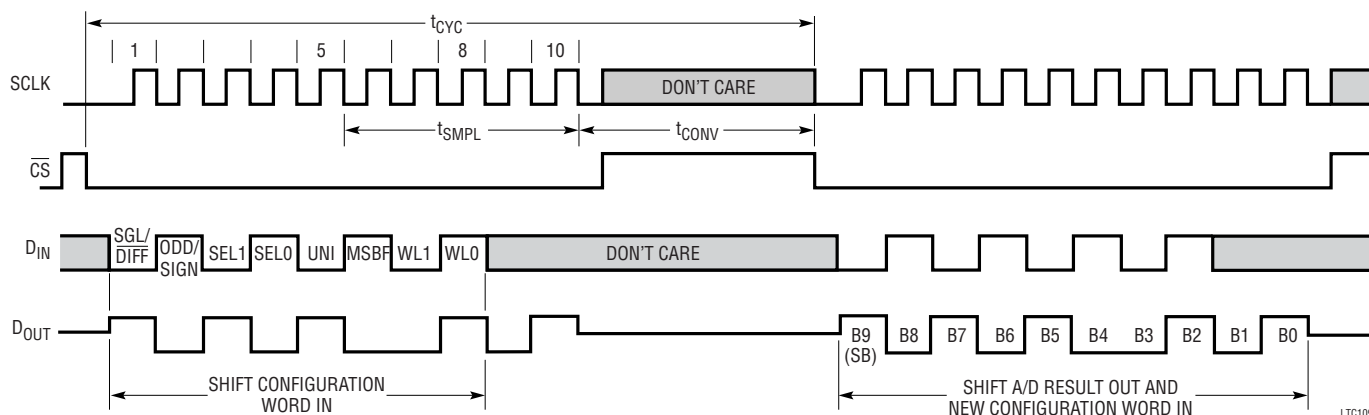 tCYC
1 5 8 10
SCLK
DON'T CARE
tSMPL tCONV
CS
DIN
SGL/
DIFF
ODD/
SIGN
SEL1 SEL0 UNI MSBF WL1 WL0 DON'T CARE
DOUT
B9
(SB)
B8 B7 B6 B5 B4 B3 B2 B1 B0
SHIFT CONFIGURATION
WORD IN
SHIFT A/D RESULT OUT AND
NEW CONFIGURATION WORD IN